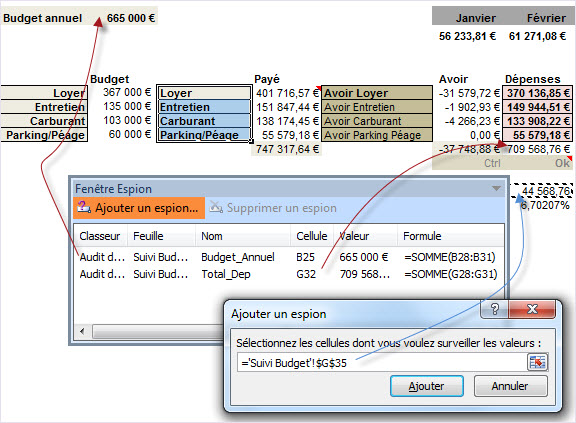 Budget annuel 665 000 € Janvier Février
56 233,81 € 61 271,08 €
Budget Payé Avoir Dépenses
Loyer 367 000 € Loyer 401 716,57 € Avoir Loyer -31 579,72 € 370 136,85 €
Entretien 135 000 € Entretien 151 847,44 € Avoir Entretien -1 902,93 € 149 944,51 €
Carburant 103 000 € Carburant 138 174,45 € Avoir Carburant -4 266,23 € 133 908,22 €
Parking/Péage 60 000 € Parking/Péage 55 579,18 € Avoir Parking Péage 0,00 € 55 579,18 €
747 317,64 € -37 748,88 € 709 568,76 €
Ctrl Ok
Fenêtre Espion
44 568,76
Ajouter un espion... Supprimer un espion
6,70207%
Classeur Feuille Nom Cellule Valeur Formule
Audit d... Suivi Bud... Budget_Annuel B25 665 000 € =SOMME(B28:B31)
Audit d... Suivi Bud... Total_Dep G32 709 568... =SOMME(G28:G31)
Ajouter un espion
Sélectionnez les cellules dont vous voulez surveiller les valeurs :
='Suivi Budget'!$G$35
Ajouter Annuler